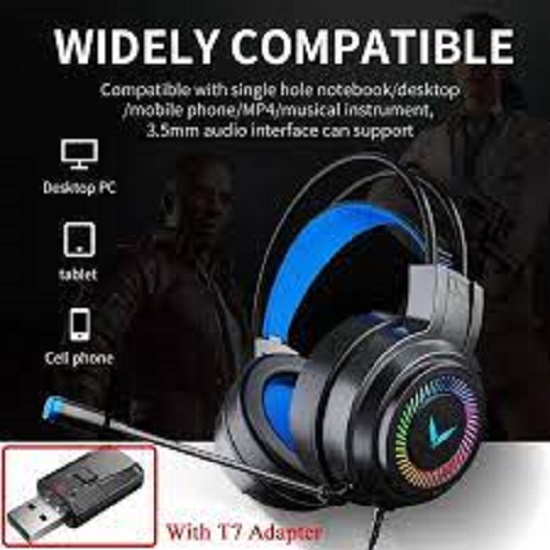 WIDELY COMPATIBLE
Compatible with single hole notebook/desktop
/mobile phone/MP4/musical instrument,
3.5mm audio interface can support
Desktop PC
tablet
Cell phone
With T7 Adapter